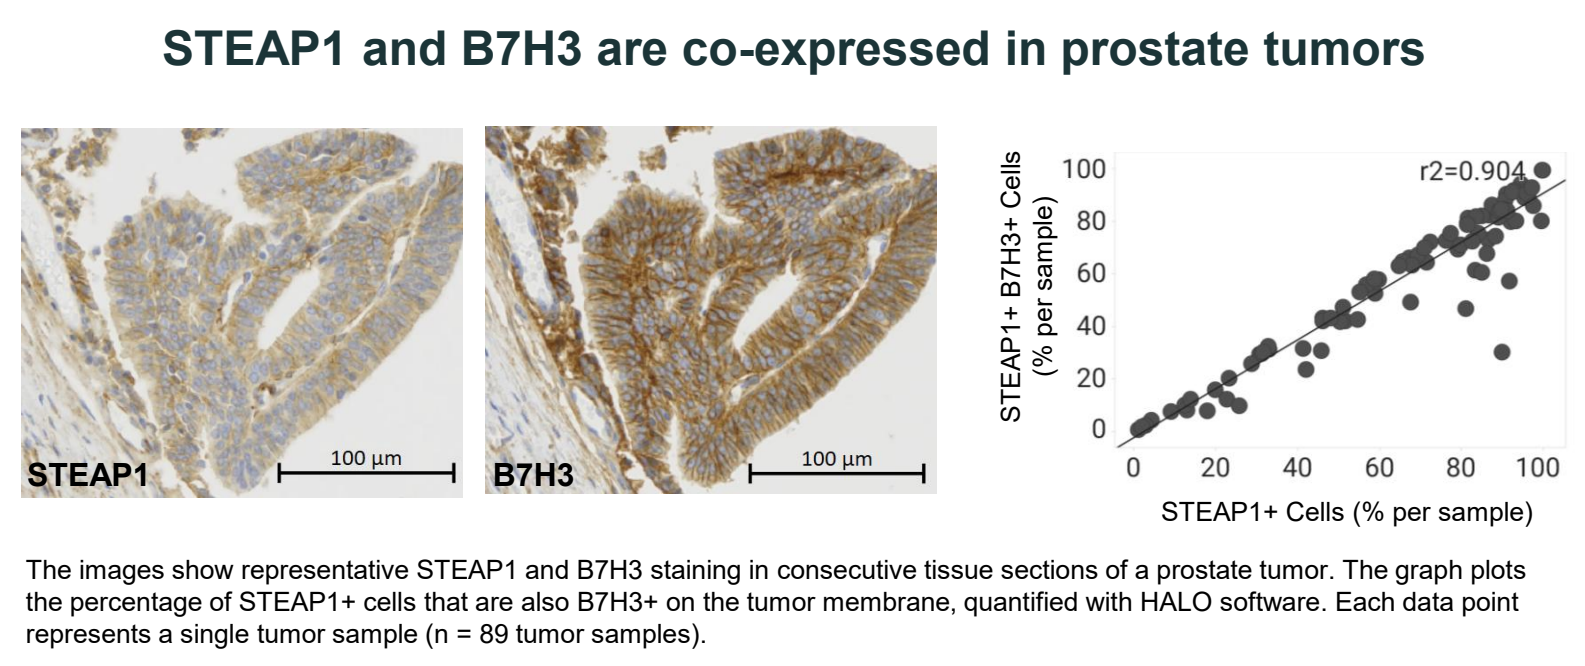 STEAP1 and B7H3 are co-expressed in prostate tumors
STEAP1
100 µm
B7H3
100 µm
STEAP1+ B7H3+ Cells
(% per sample)
r2=0.904
100
80
60
40
20
0
0 20 40 60 80 100
STEAP1+ Cells (% per sample)
The images show representative STEAP1 and B7H3 staining in consecutive tissue sections of a prostate tumor. The graph plots
the percentage of STEAP1+ cells that are also B7H3+ on the tumor membrane, quantified with HALO software. Each data point
represents a single tumor sample (n = 89 tumor samples).